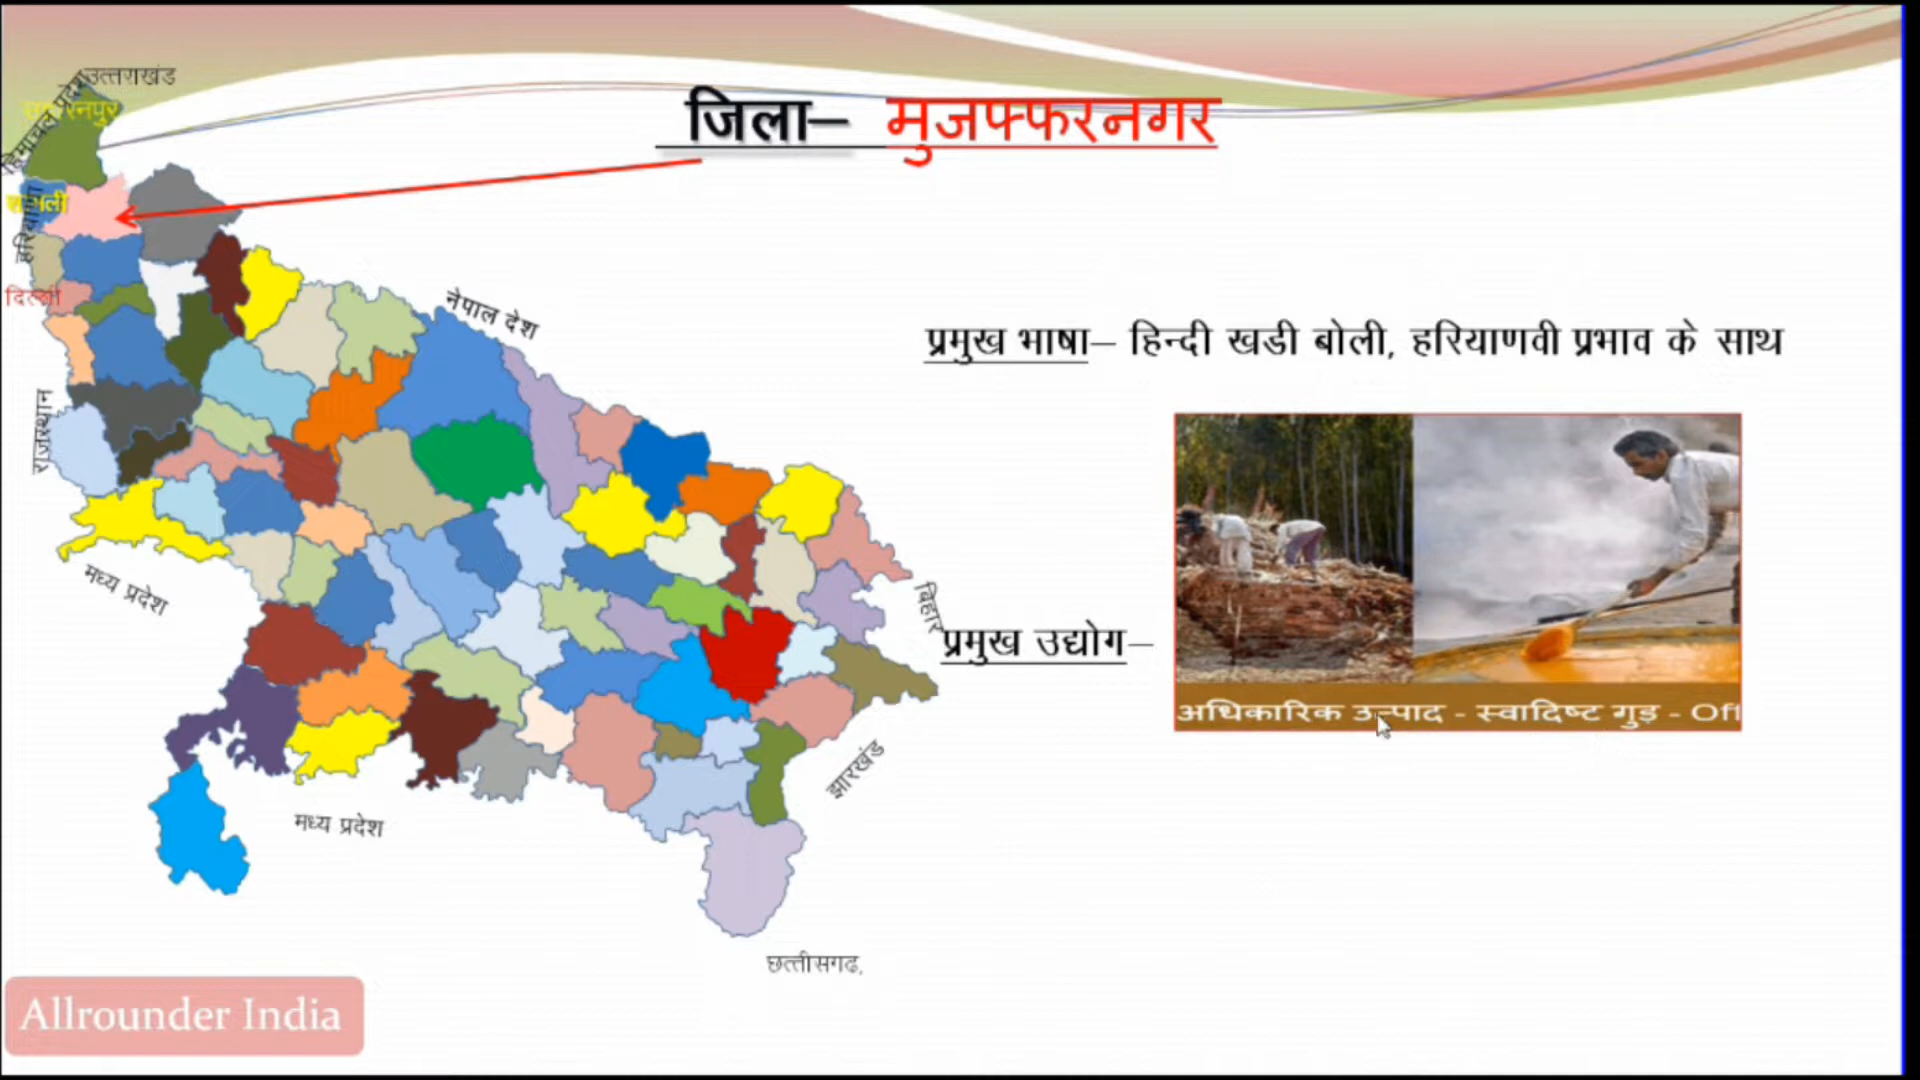 उत्तराखंड
हिमाचल प्रदेश
जिला– मुजफ्फरनगर
शामली
हरियाणा
दिल्ली
नेपाल देश
प्रमुख भाषा– हिन्दी खडी बोली, हरियाणवी प्रभाव के साथ
राजस्थान
मध्य प्रदेश
बिहार
प्रमुख उद्योग–
अधिकारिक उत्पाद - स्वादिष्ट गुड़ - Off
झारखंड
मध्य प्रदेश
छत्तीसगढ,
Allrounder India